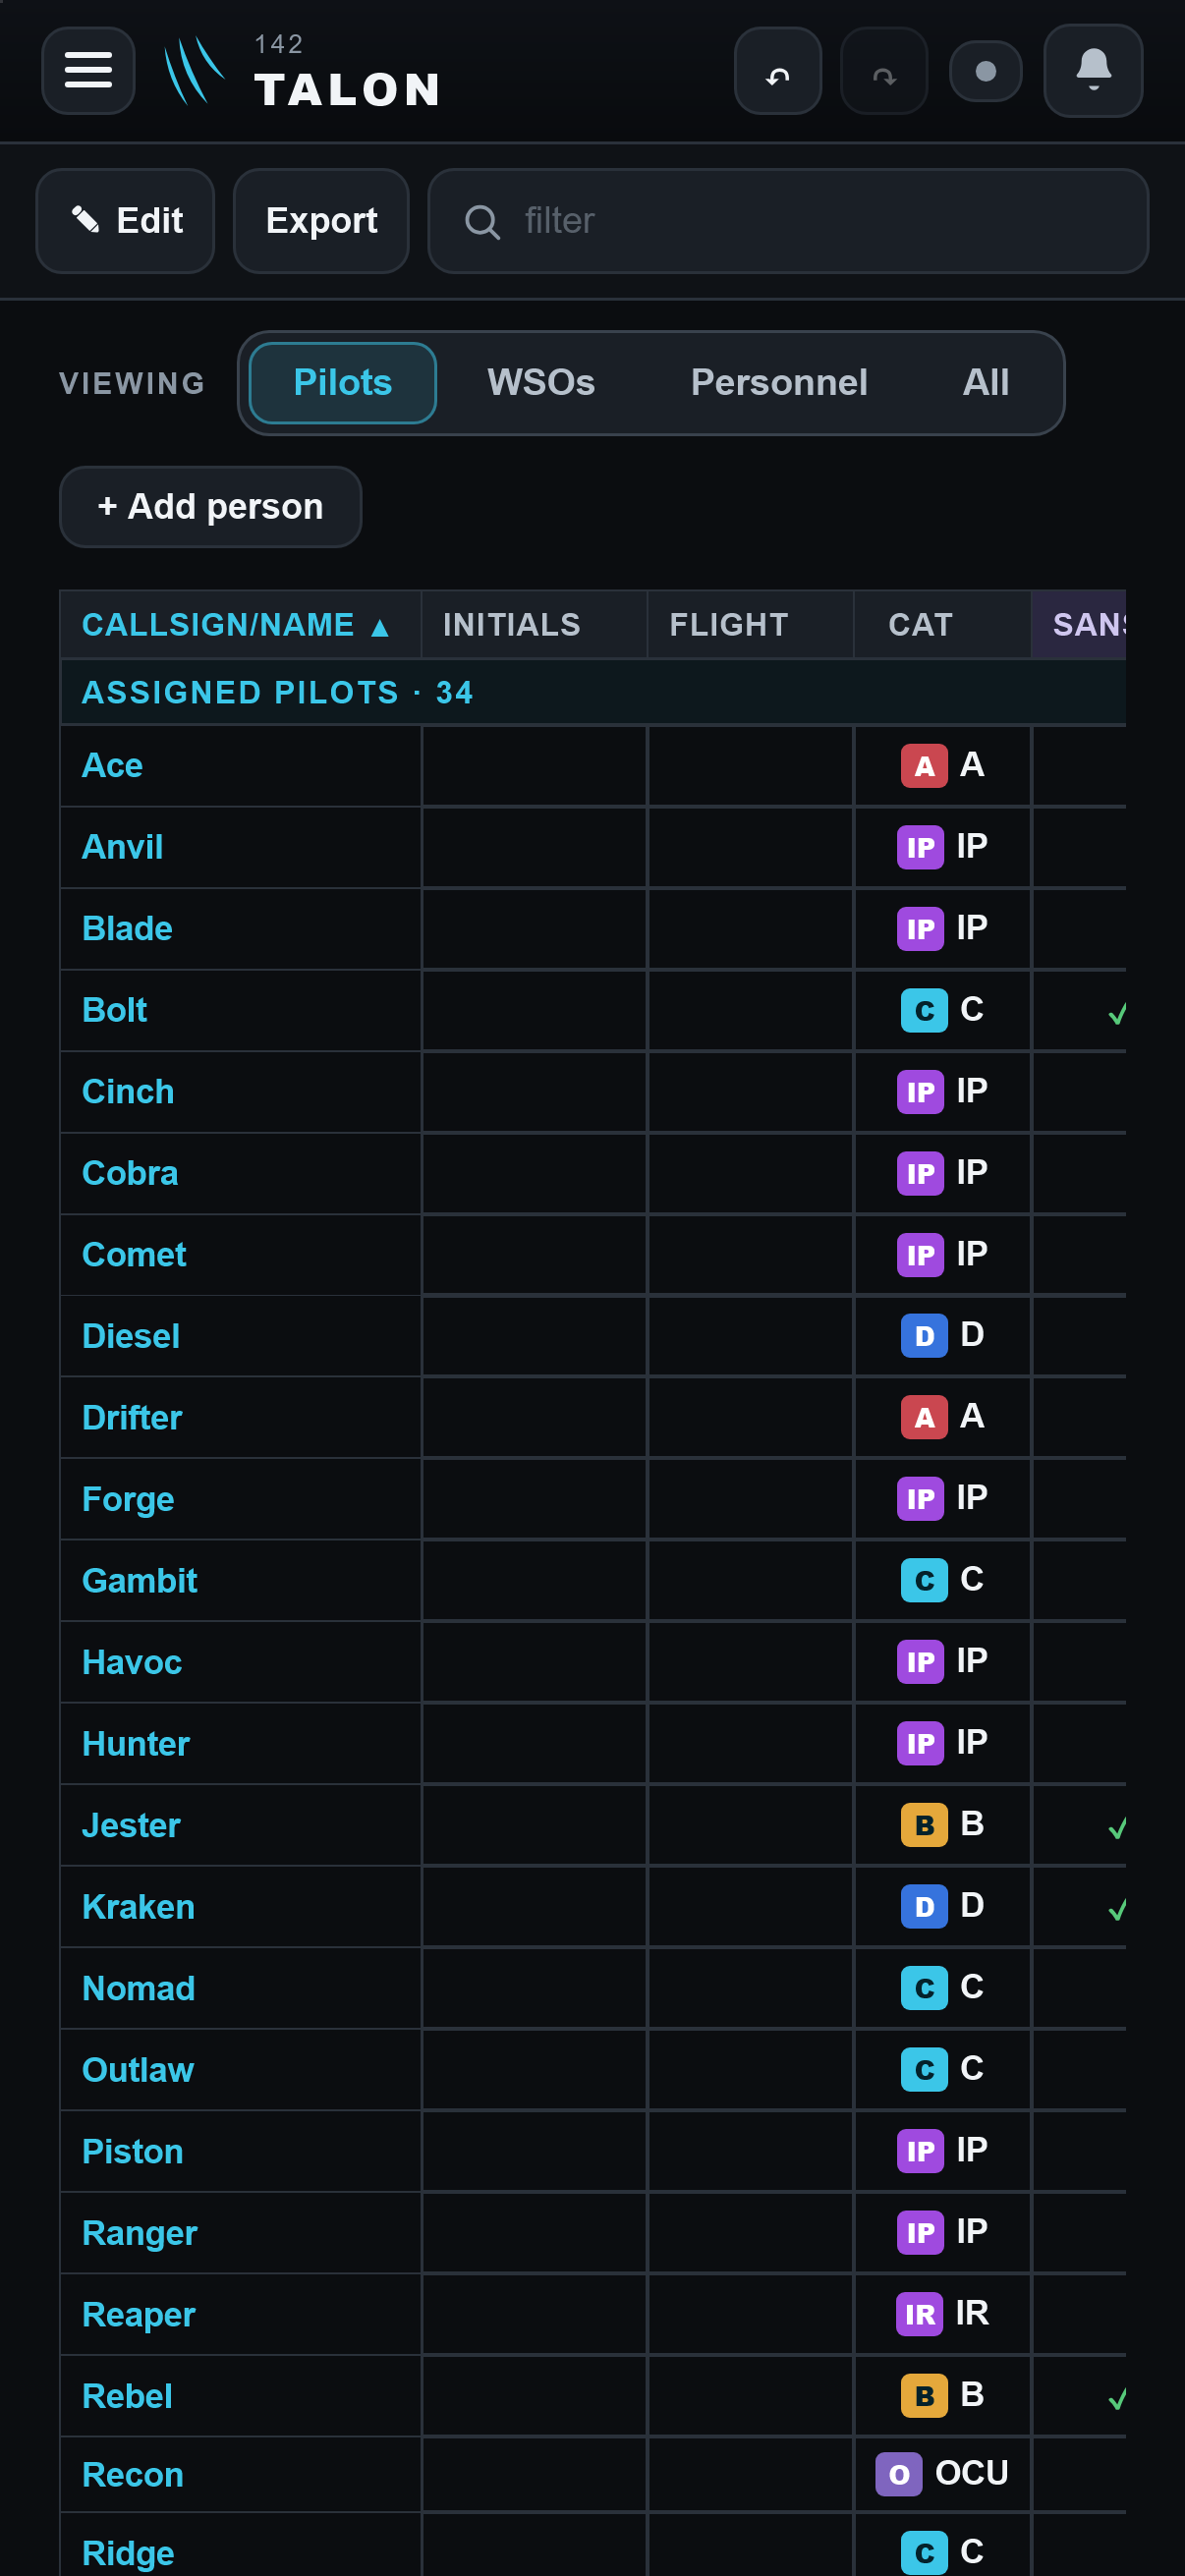 142
TALON
Edit Export filter
VIEWING Pilots WSOs Personnel All
+ Add person
CALLSIGN/NAME ▲ INITIALS FLIGHT CAT
ASSIGNED PILOTS · 34
Ace A A
Anvil IP IP
Blade IP IP
Bolt C C ✓
Cinch IP IP
Cobra IP IP
Comet IP IP
Diesel D D
Drifter A A
Forge IP IP
Gambit C C
Havoc IP IP
Hunter IP IP
Jester B B ✓
Kraken D D ✓
Nomad C C
Outlaw C C
Piston IP IP
Ranger IP IP
Reaper IR IR
Rebel B B ✓
Recon O OCU
Ridge C C